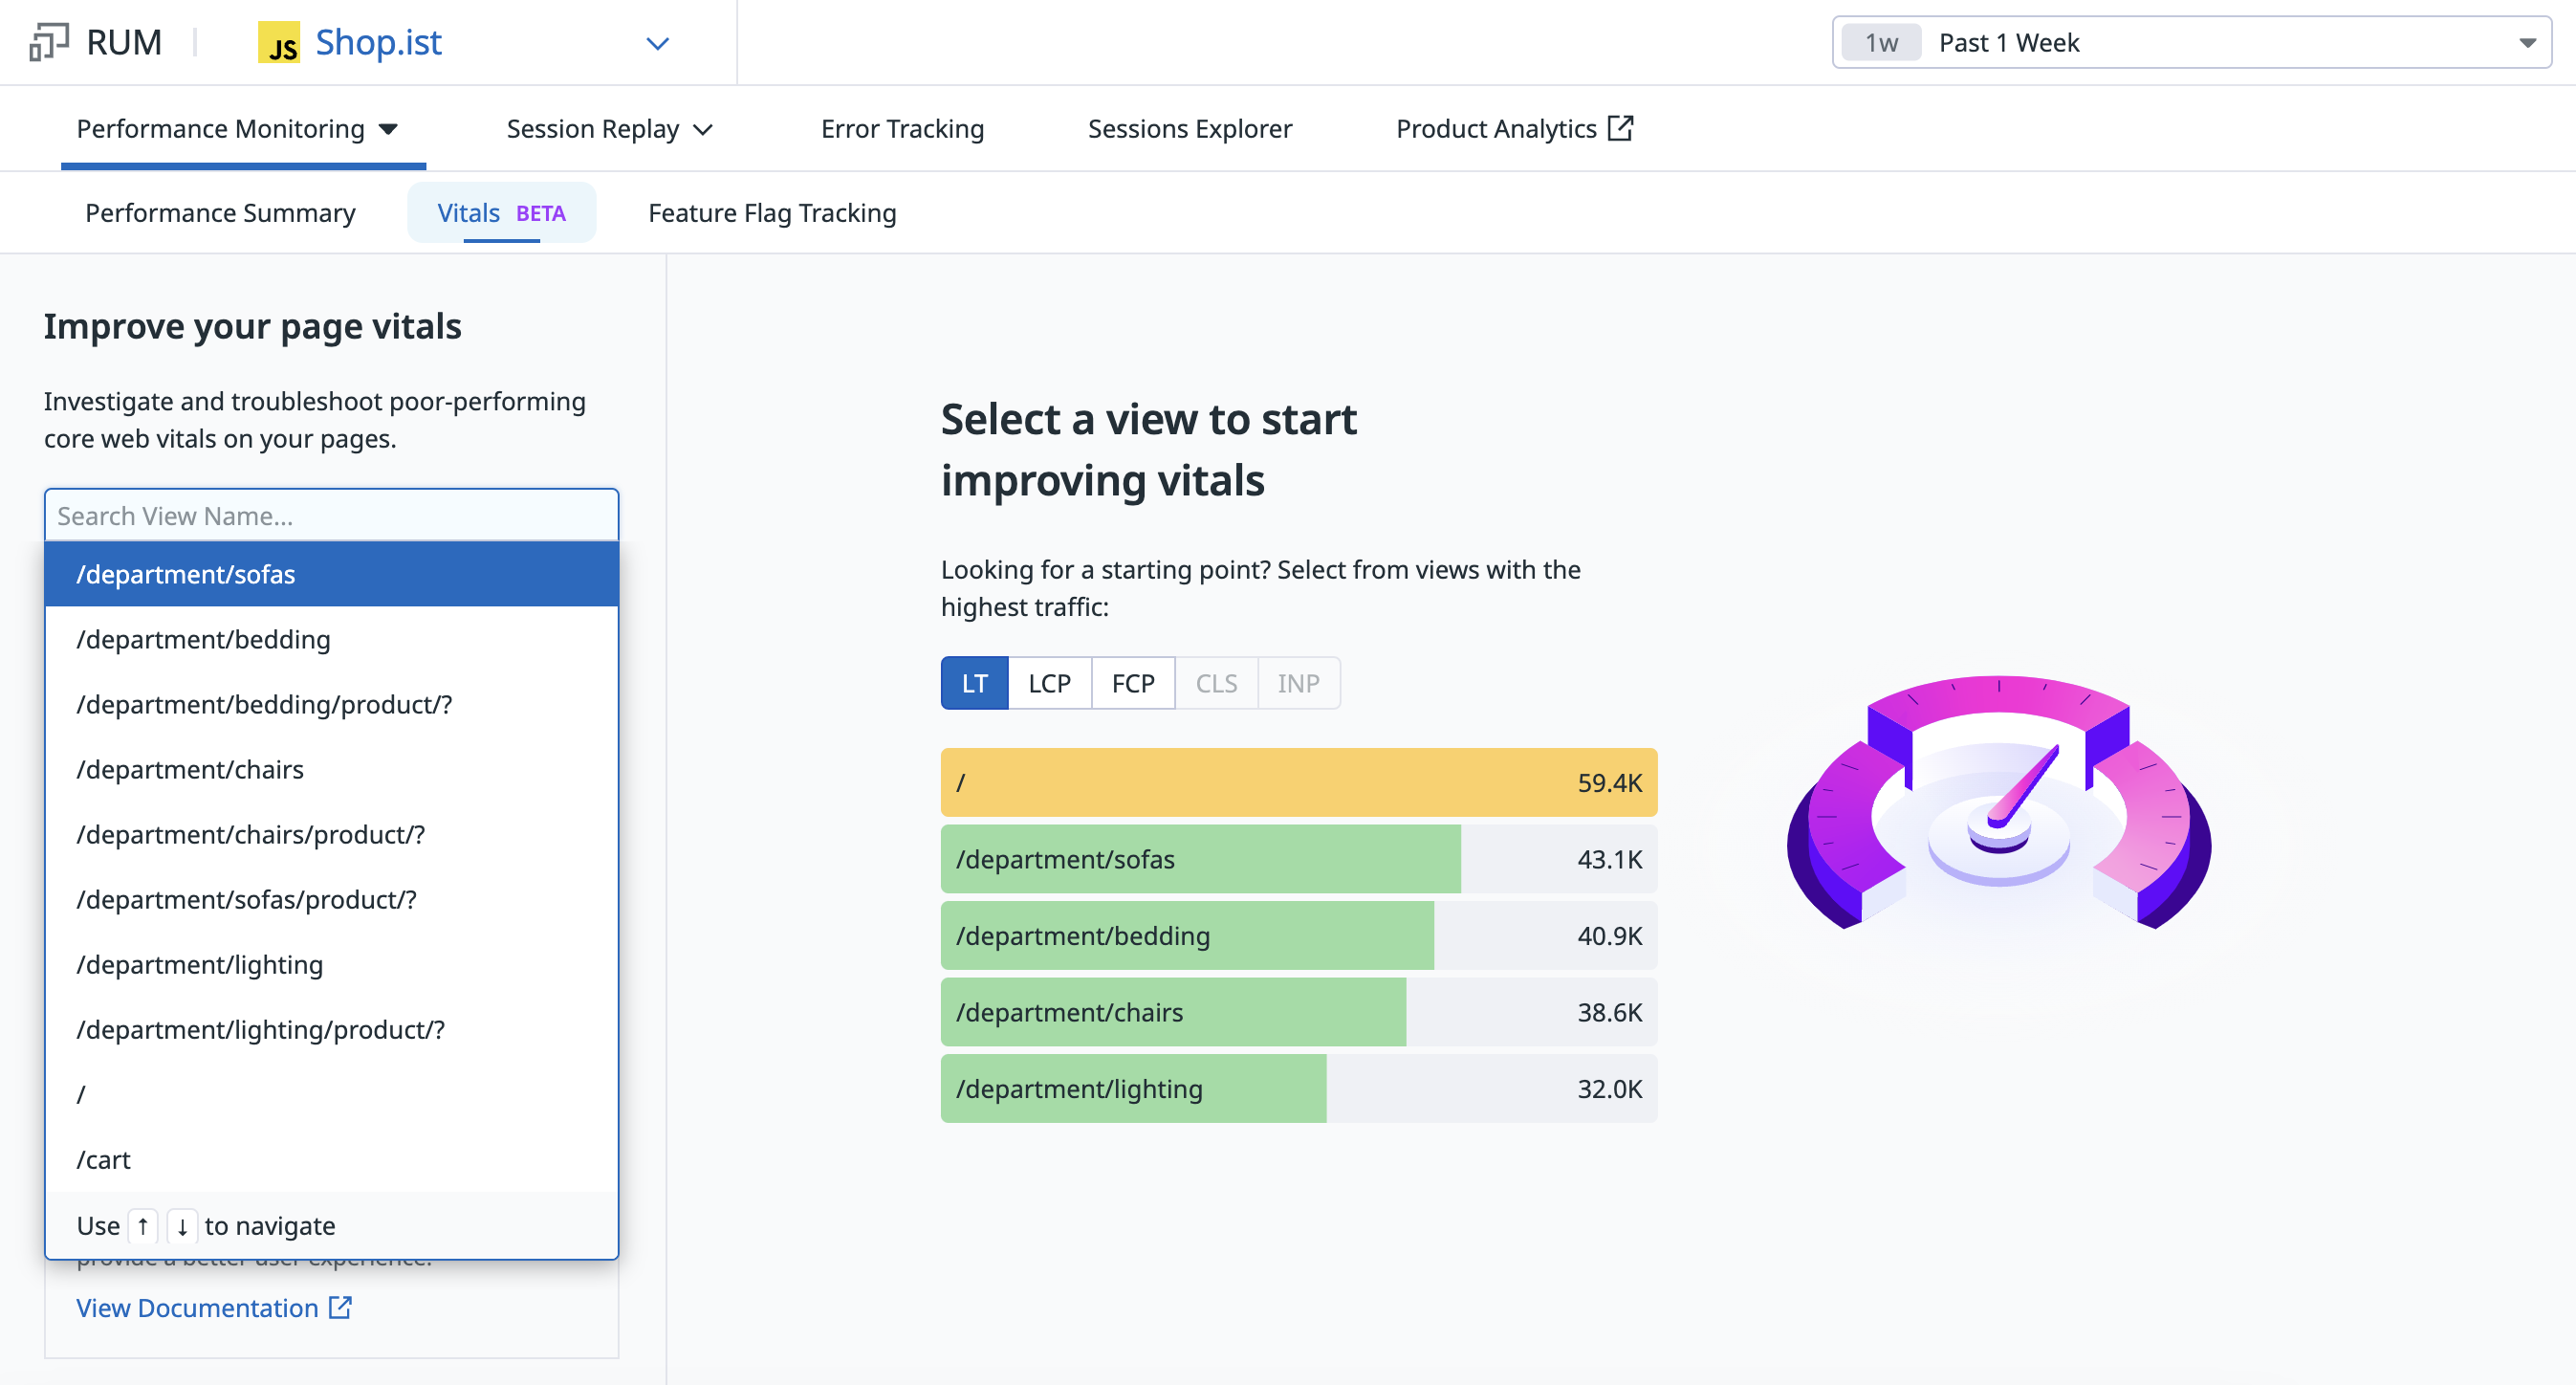 RUM
JS Shop.ist
1w Past 1 Week
Performance Monitoring
Session Replay
Error Tracking
Sessions Explorer
Product Analytics
Performance Summary
Vitals BETA
Feature Flag Tracking
Improve your page vitals
Investigate and troubleshoot poor-performing
core web vitals on your pages.
Search View Name...
/department/sofas
/department/bedding
/department/bedding/product/?
/department/chairs
/department/chairs/product/?
/department/sofas/product/?
/department/lighting
/department/lighting/product/?
/
/cart
Use ↑ ↓ to navigate
provide a better user experience.
View Documentation
Select a view to start
improving vitals
Looking for a starting point? Select from views with the
highest traffic:
LT LCP FCP CLS INP
/ 59.4K
/department/sofas 43.1K
/department/bedding 40.9K
/department/chairs 38.6K
/department/lighting 32.0K